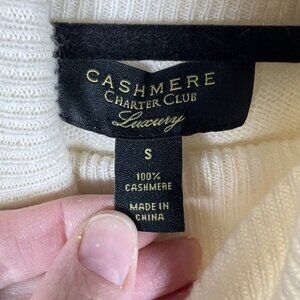 CASHMERE
CHARTER CLUB
Luxury
S
100%
CASHMERE
MADE IN
CHINA